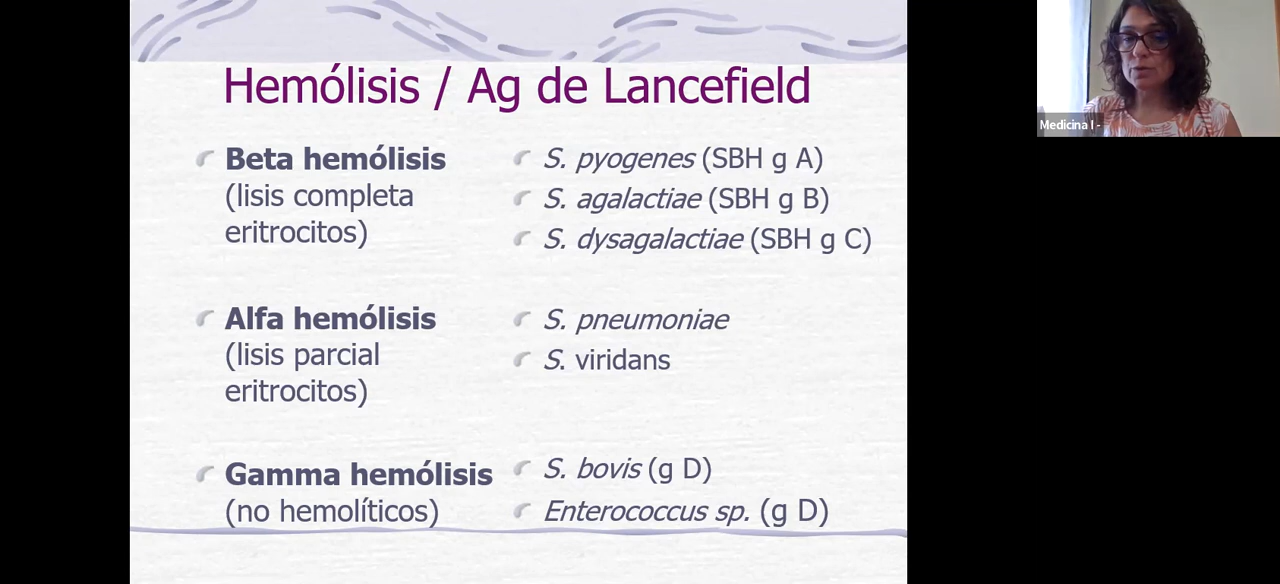 Hemólisis / Ag de Lancefield
Beta hemólisis
(lisis completa
eritrocitos)
S. pyogenes (SBH g A)
S. agalactiae (SBH g B)
S. dysagalactiae (SBH g C)
Alfa hemólisis
(lisis parcial
eritrocitos)
S. pneumoniae
S. viridans
Gamma hemólisis
(no hemolíticos)
S. bovis (g D)
Enterococcus sp. (g D)
Medicina I -